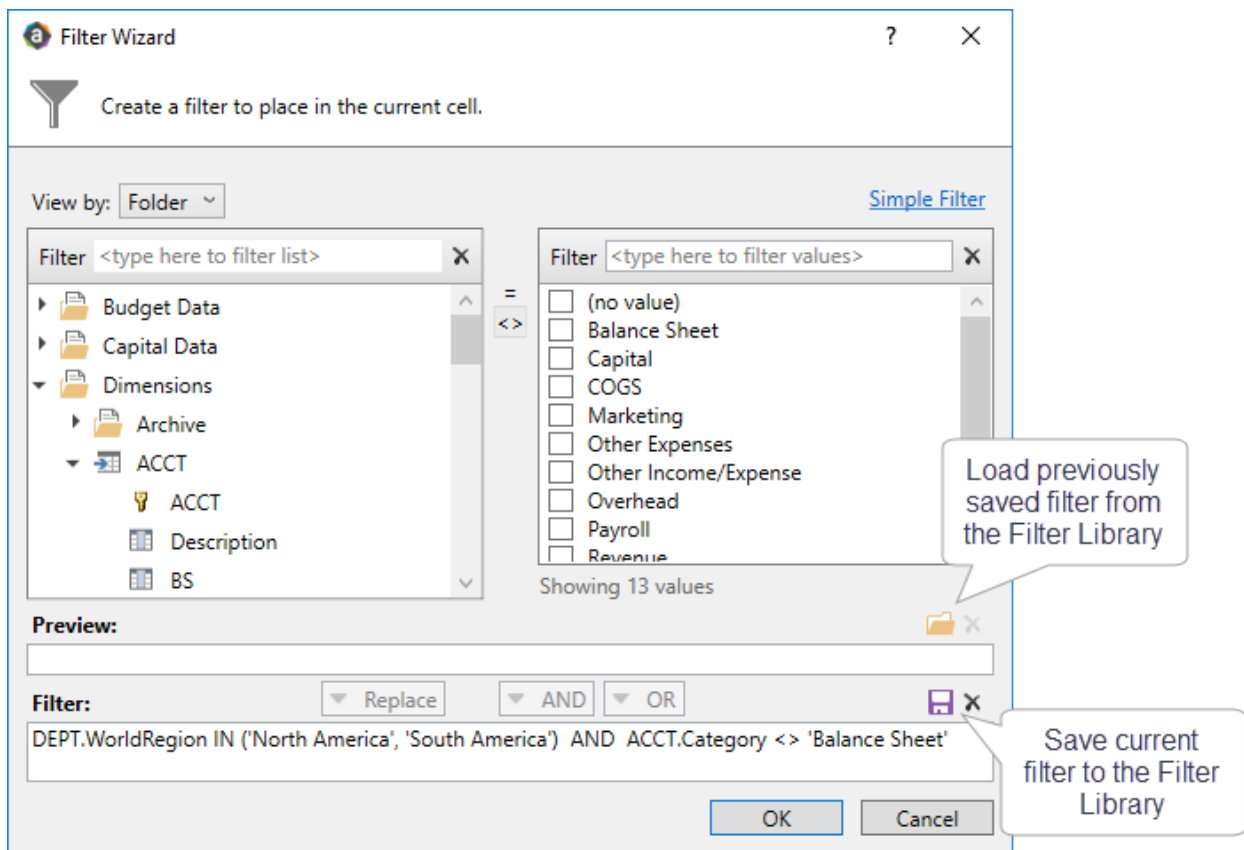 Filter Wizard
?
Create a filter to place in the current cell.
View by: Folder
Simple Filter
Filter <type here to filter list>
Budget Data
Capital Data
Dimensions
Archive
ACCT
ACCT
Description
BS
=
<>
Filter <type here to filter values>
(no value)
Balance Sheet
Capital
COGS
Marketing
Other Expenses
Other Income/Expense
Overhead
Payroll
Revenue
Showing 13 values
Load previously
saved filter from
the Filter Library
Preview:
Filter:
Replace
AND
OR
DEPT.WorldRegion IN ('North America', 'South America')  AND  ACCT.Category <> 'Balance Sheet'
Save current
filter to the Filter
Library
OK
Cancel